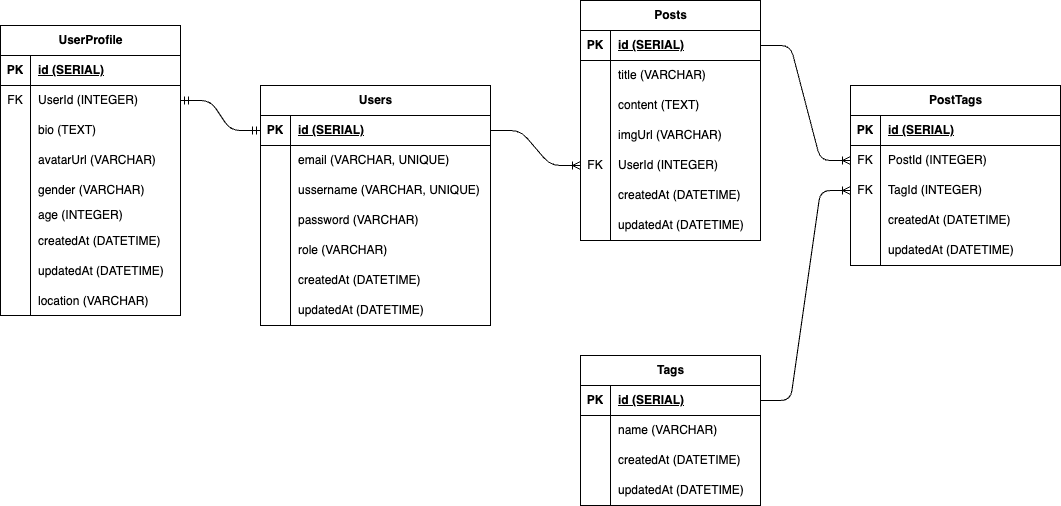 UserProfile
PK id (SERIAL)
FK UserId (INTEGER)
bio (TEXT)
avatarUrl (VARCHAR)
gender (VARCHAR)
age (INTEGER)
createdAt (DATETIME)
updatedAt (DATETIME)
location (VARCHAR)
Users
PK id (SERIAL)
email (VARCHAR, UNIQUE)
ussername (VARCHAR, UNIQUE)
password (VARCHAR)
role (VARCHAR)
createdAt (DATETIME)
updatedAt (DATETIME)
Posts
PK id (SERIAL)
title (VARCHAR)
content (TEXT)
imgUrl (VARCHAR)
FK UserId (INTEGER)
createdAt (DATETIME)
updatedAt (DATETIME)
PostTags
PK id (SERIAL)
FK PostId (INTEGER)
FK TagId (INTEGER)
createdAt (DATETIME)
updatedAt (DATETIME)
Tags
PK id (SERIAL)
name (VARCHAR)
createdAt (DATETIME)
updatedAt (DATETIME)